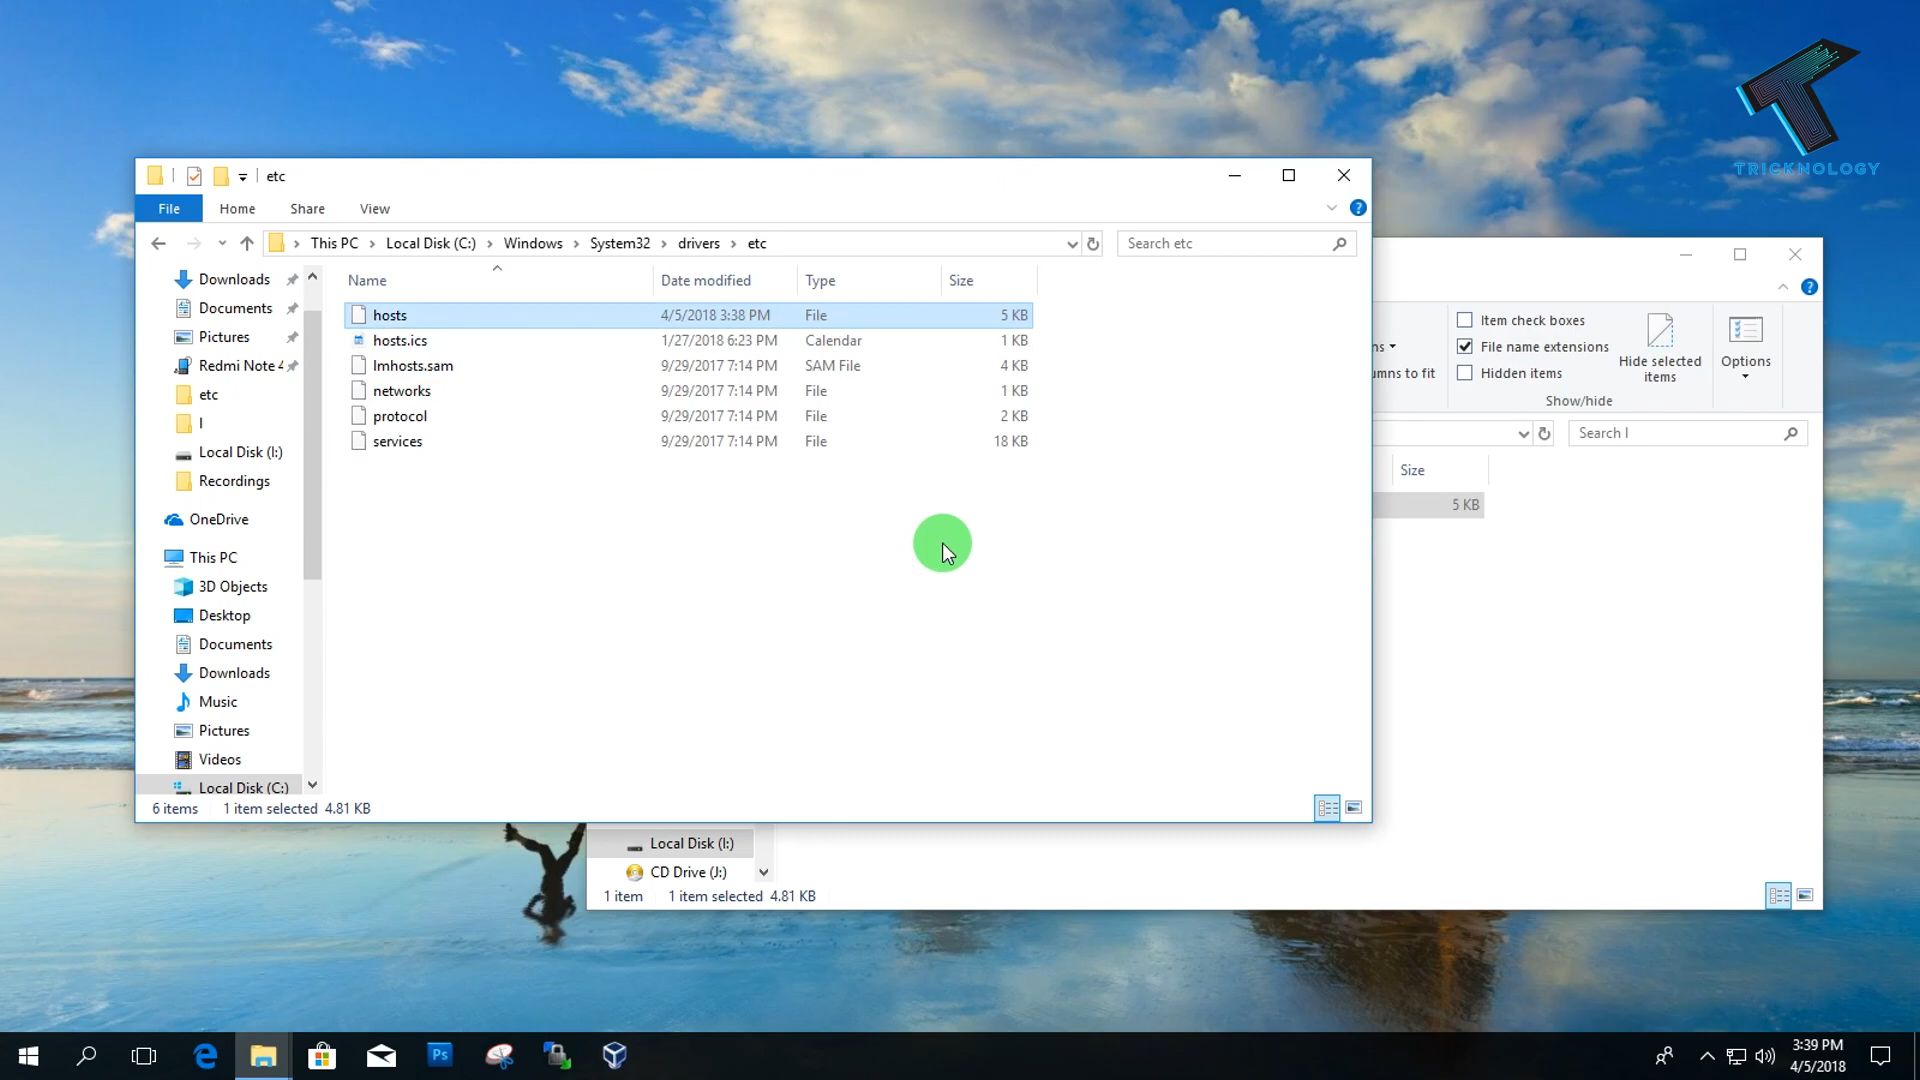 TRICKNOLOGY
etc
File Home Share View
This PC Local Disk (C:) Windows System32 drivers etc
Search etc
Name Date modified Type Size
hosts 4/5/2018 3:38 PM File 5 KB
hosts.ics 1/27/2018 6:23 PM Calendar 1 KB
lmhosts.sam 9/29/2017 7:14 PM SAM File 4 KB
networks 9/29/2017 7:14 PM File 1 KB
protocol 9/29/2017 7:14 PM File 2 KB
services 9/29/2017 7:14 PM File 18 KB
Downloads
Documents
Pictures
Redmi Note 4
etc
I
Local Disk (I:)
Recordings
OneDrive
This PC
3D Objects
Desktop
Documents
Downloads
Music
Pictures
Videos
Local Disk (C:)
6 items 1 item selected 4.81 KB
Item check boxes
File name extensions
Hidden items
Hide selected
items
Options
Show/hide
Search I
Size
5 KB
Local Disk (I:)
CD Drive (J:)
1 item 1 item selected 4.81 KB
Ps
3:39 PM
4/5/2018